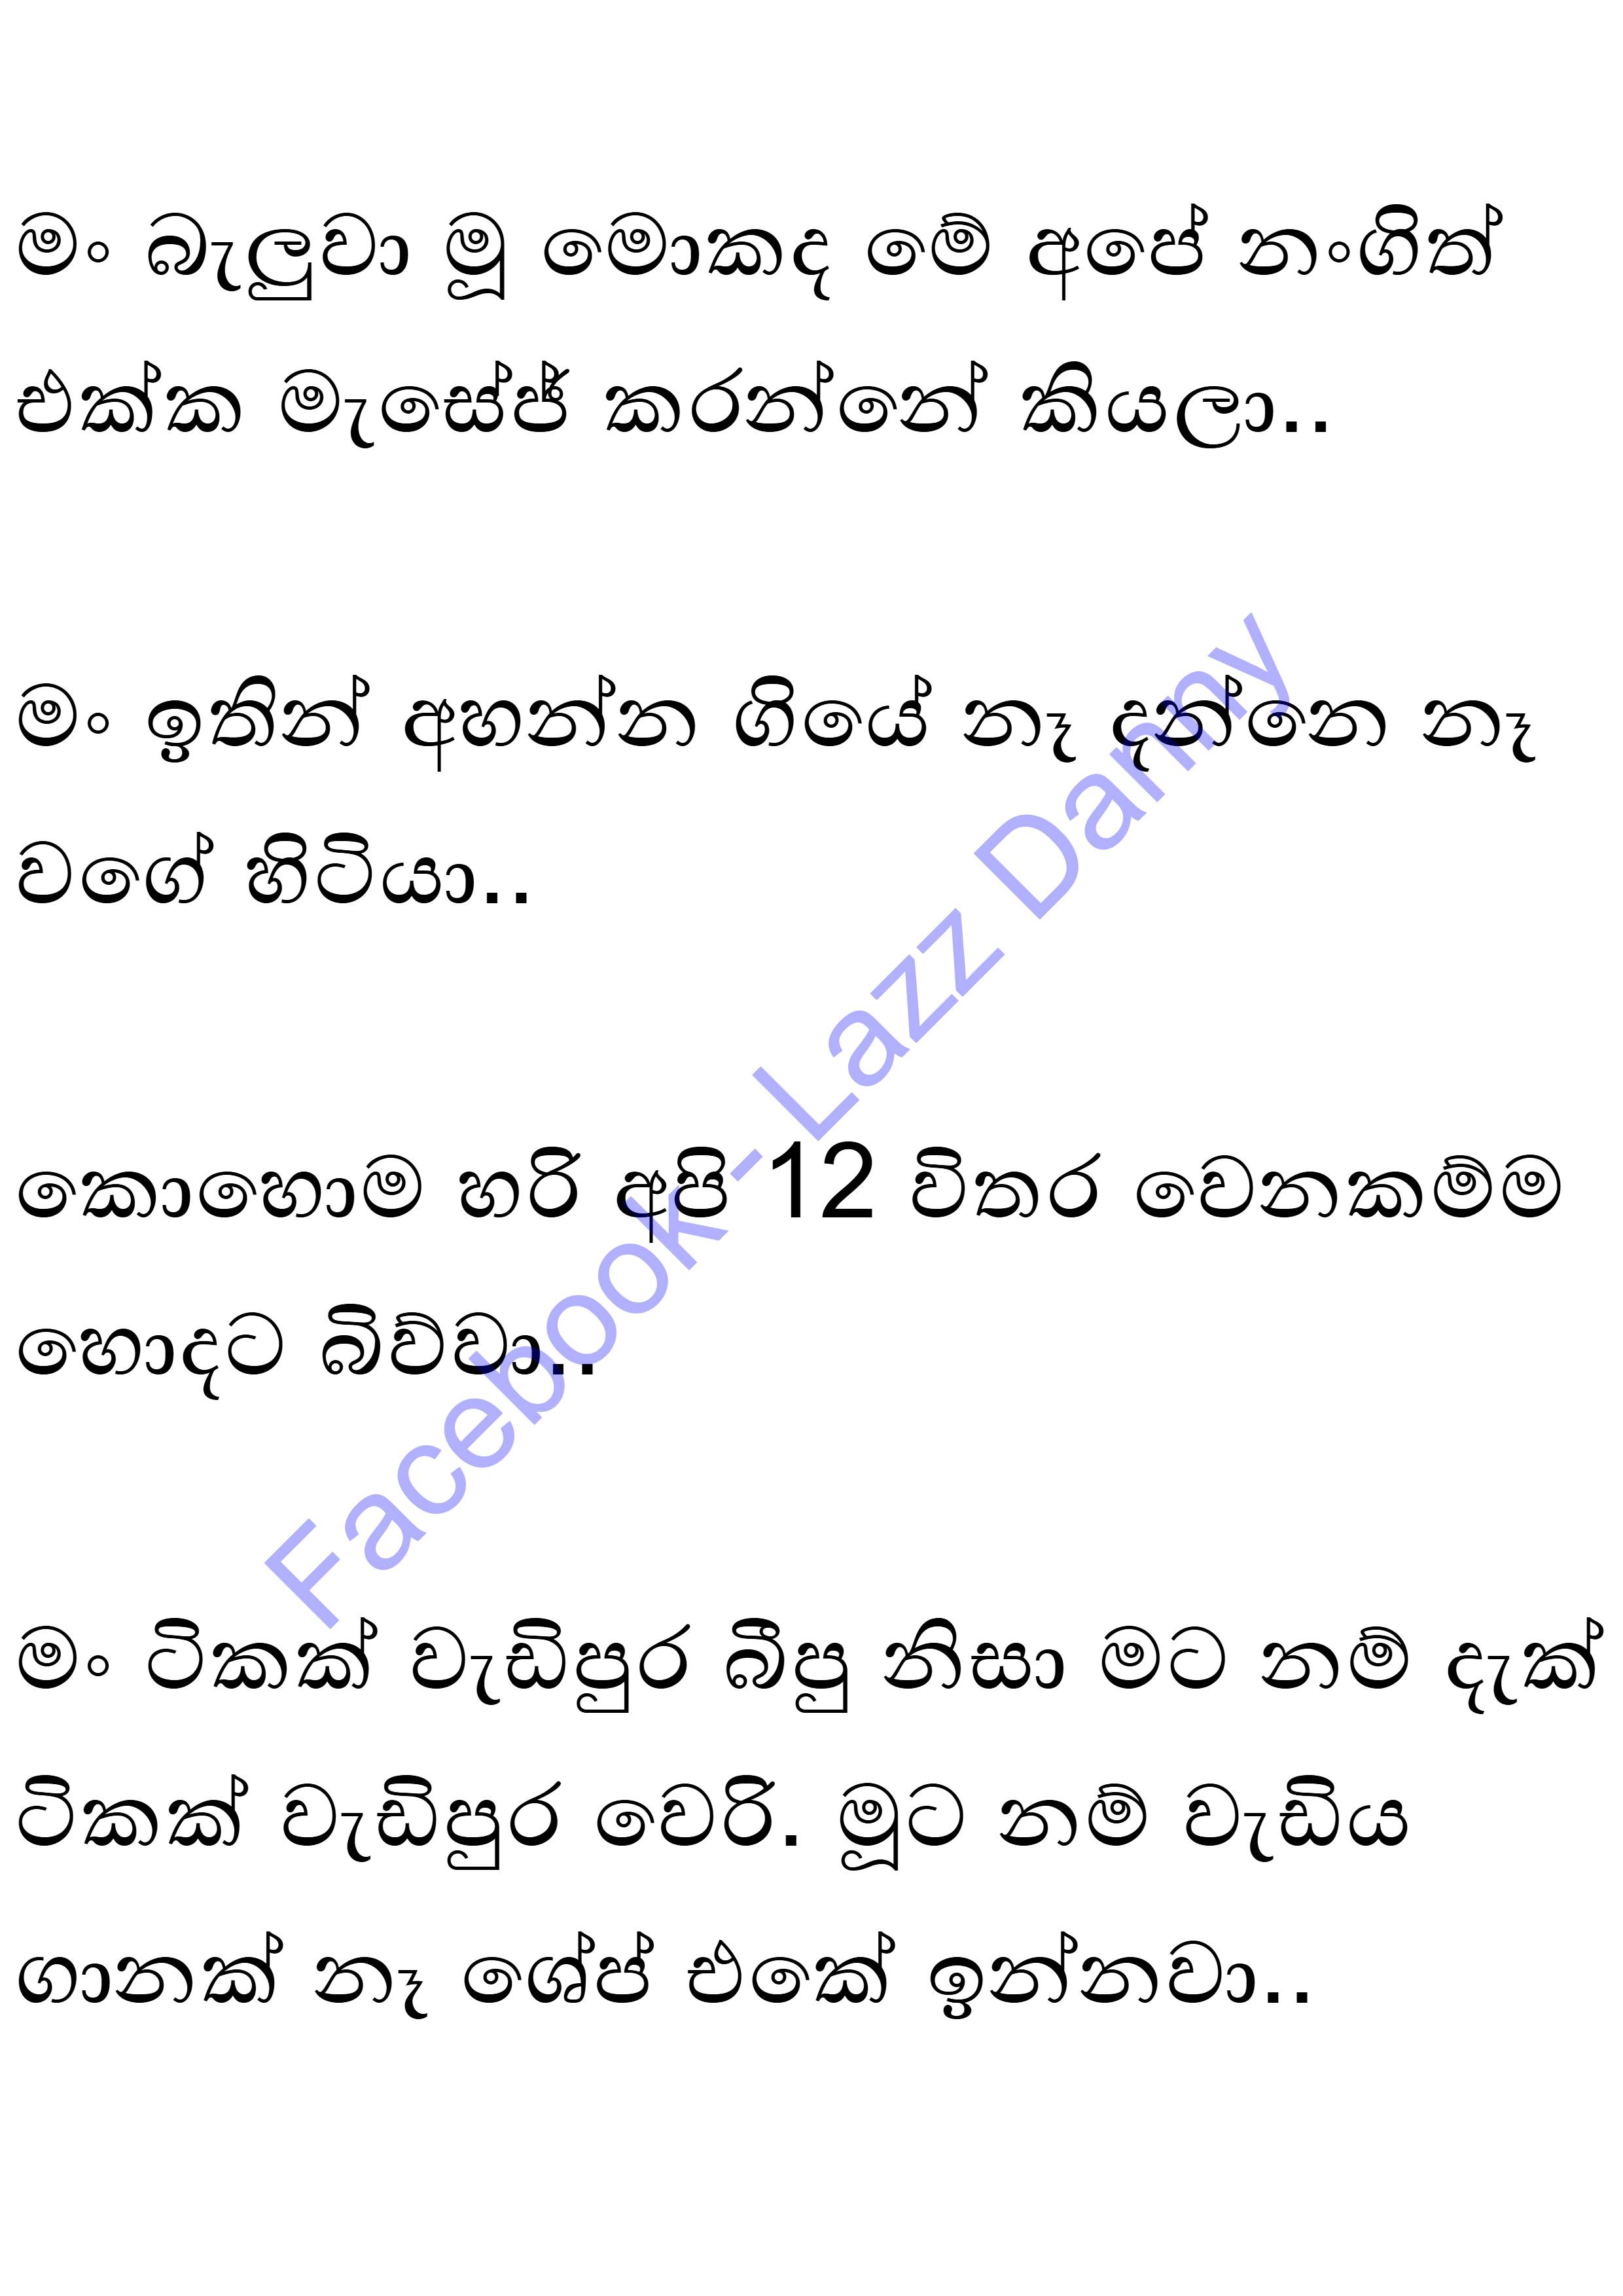 මං බැලුවා මූ මොකද මේ අපේ නංගිත්
එක්ක මැසේජ් කරන්නේ කියලා..
මං ඉතින් අහන්න ගියේ නෑ දන්නෙ නෑ
වගේ හිටියා..
කොහොම හරි අපි 12 විතර වෙනකම්ම
හොදට බිව්වා..
මං ටිකක් වැඩිපුර බීපු නිසා මට නම් දැක්
ටිකක් වැඩිපුර වෙරි. මූට නම් වැඩිය
ගානක් නෑ ශේප් එකේ ඉන්නවා..
Facebook- Lazz Danny